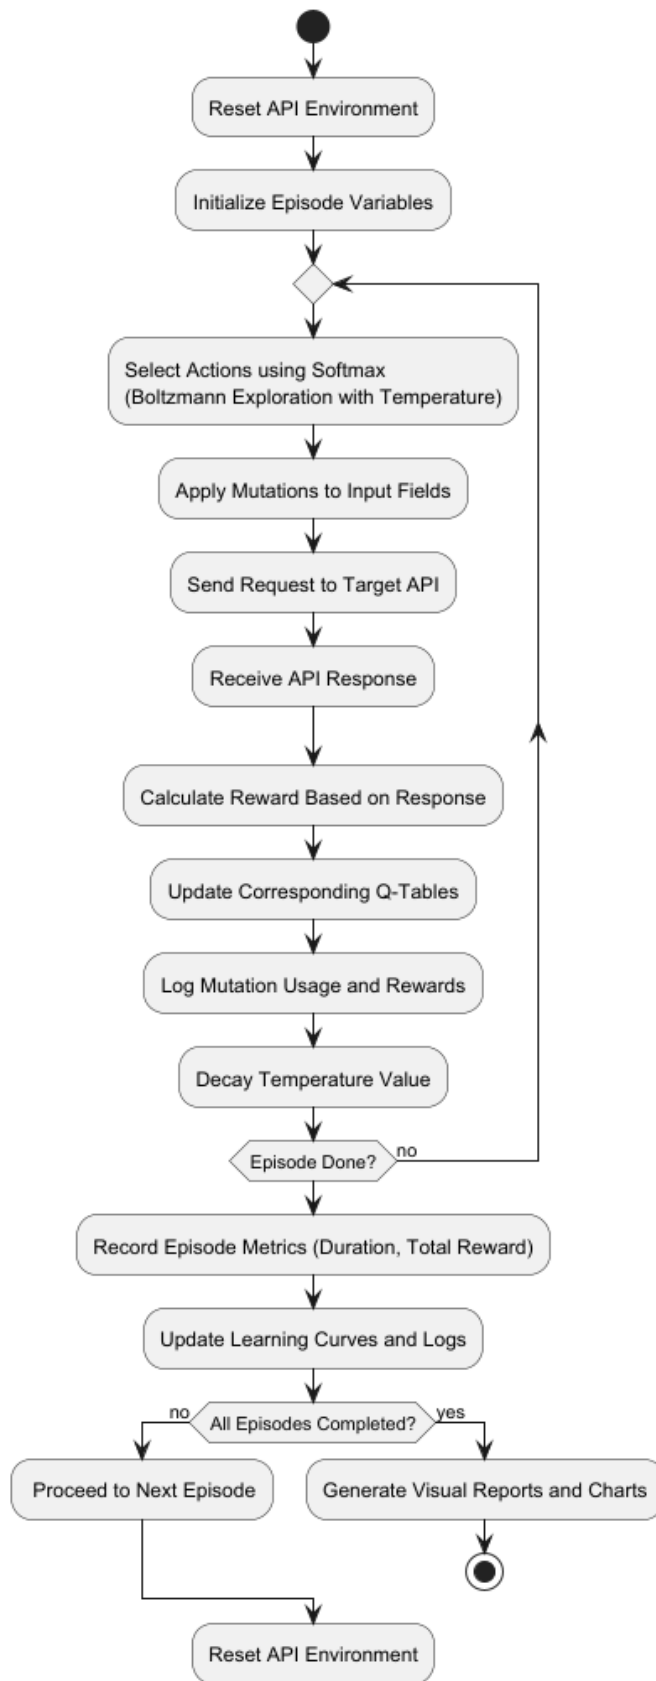 Reset API Environment
Initialize Episode Variables
Select Actions using Softmax
(Boltzmann Exploration with Temperature)
Apply Mutations to Input Fields
Send Request to Target API
Receive API Response
Calculate Reward Based on Response
Update Corresponding Q-Tables
Log Mutation Usage and Rewards
Decay Temperature Value
Episode Done?
no
Record Episode Metrics (Duration, Total Reward)
Update Learning Curves and Logs
no
All Episodes Completed?
yes
Proceed to Next Episode
Generate Visual Reports and Charts
Reset API Environment